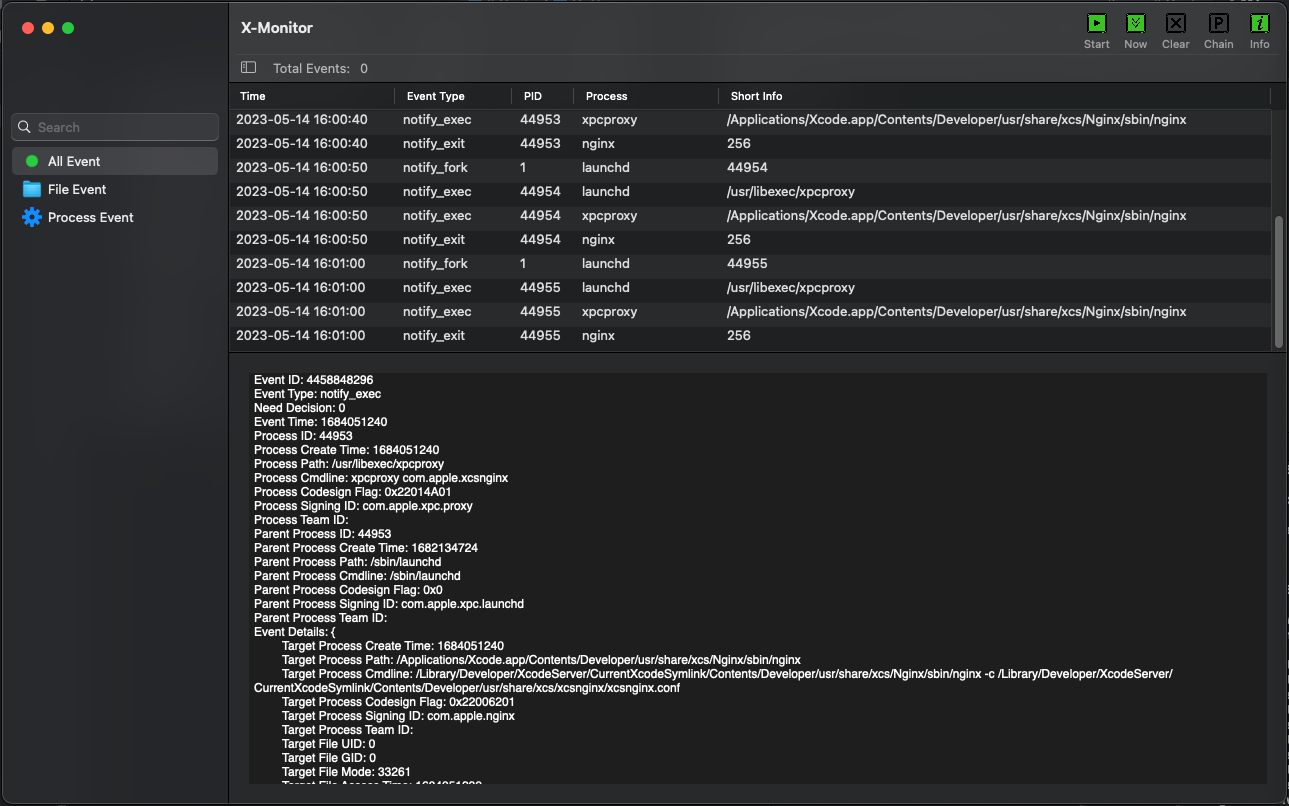 X-Monitor
Start Now Clear Chain Info
Total Events: 0
Search
All Event
File Event
Process Event
Time Event Type PID Process Short Info
2023-05-14 16:00:40 notify_exec 44953 xpcproxy /Applications/Xcode.app/Contents/Developer/usr/share/xcs/Nginx/sbin/nginx
2023-05-14 16:00:40 notify_exit 44953 nginx 256
2023-05-14 16:00:50 notify_fork 1 launchd 44954
2023-05-14 16:00:50 notify_exec 44954 launchd /usr/libexec/xpcproxy
2023-05-14 16:00:50 notify_exec 44954 xpcproxy /Applications/Xcode.app/Contents/Developer/usr/share/xcs/Nginx/sbin/nginx
2023-05-14 16:00:50 notify_exit 44954 nginx 256
2023-05-14 16:01:00 notify_fork 1 launchd 44955
2023-05-14 16:01:00 notify_exec 44955 launchd /usr/libexec/xpcproxy
2023-05-14 16:01:00 notify_exec 44955 xpcproxy /Applications/Xcode.app/Contents/Developer/usr/share/xcs/Nginx/sbin/nginx
2023-05-14 16:01:00 notify_exit 44955 nginx 256
Event ID: 4458848296
Event Type: notify_exec
Need Decision: 0
Event Time: 1684051240
Process ID: 44953
Process Create Time: 1684051240
Process Path: /usr/libexec/xpcproxy
Process Cmdline: xpcproxy com.apple.xcsnginx
Process Codesign Flag: 0x22014A01
Process Signing ID: com.apple.xpc.proxy
Process Team ID:
Parent Process ID: 44953
Parent Process Create Time: 1682134724
Parent Process Path: /sbin/launchd
Parent Process Cmdline: /sbin/launchd
Parent Process Codesign Flag: 0x0
Parent Process Signing ID: com.apple.xpc.launchd
Parent Process Team ID:
Event Details: {
Target Process Create Time: 1684051240
Target Process Path: /Applications/Xcode.app/Contents/Developer/usr/share/xcs/Nginx/sbin/nginx
Target Process Cmdline: /Library/Developer/XcodeServer/CurrentXcodeSymlink/Contents/Developer/usr/share/xcs/Nginx/sbin/nginx -c /Library/Developer/XcodeServer/
CurrentXcodeSymlink/Contents/Developer/usr/share/xcs/xcsnginx/xcsnginx.conf
Target Process Codesign Flag: 0x22006201
Target Process Signing ID: com.apple.nginx
Target Process Team ID:
Target File UID: 0
Target File GID: 0
Target File Mode: 33261
Target File Access Time: